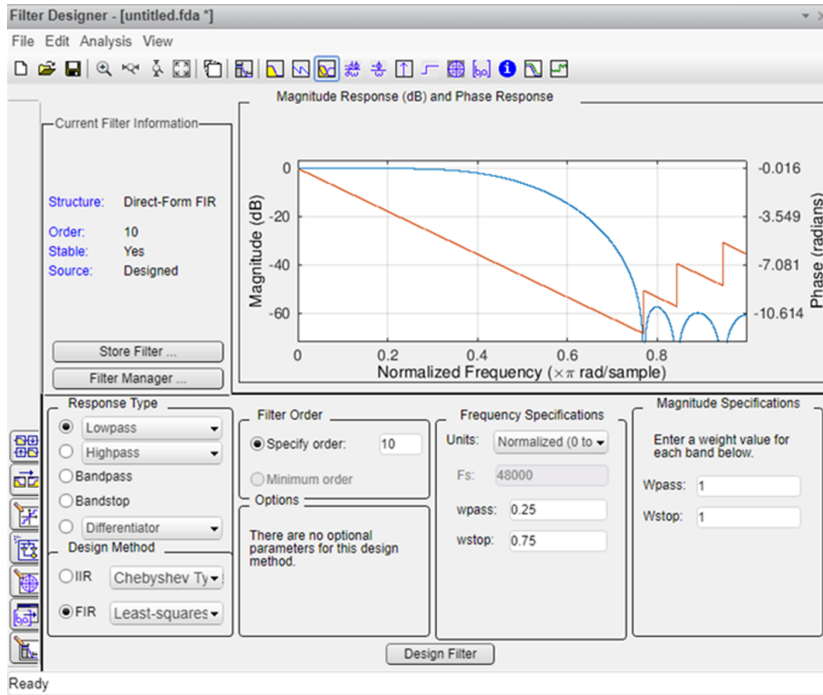 Filter Designer - [untitled.fda *]
File Edit Analysis View
Magnitude Response (dB) and Phase Response
Current Filter Information
Structure: Direct-Form FIR
Order: 10
Stable: Yes
Source: Designed
Store Filter ...
Filter Manager ...
Magnitude (dB)
0
-20
-40
-60
0 0.2 0.4 0.6 0.8
Normalized Frequency (×π rad/sample)
-0.016
-3.549
-7.081
-10.614
Phase (radians)
Response Type
Lowpass
Highpass
Bandpass
Bandstop
Differentiator
Design Method
IIR Chebyshev Ty
FIR Least-squares
Filter Order
Specify order: 10
Minimum order
Options
There are no optional
parameters for this design
method.
Frequency Specifications
Units: Normalized (0 to
Fs: 48000
wpass: 0.25
wstop: 0.75
Magnitude Specifications
Enter a weight value for
each band below.
Wpass: 1
Wstop: 1
Design Filter
Ready